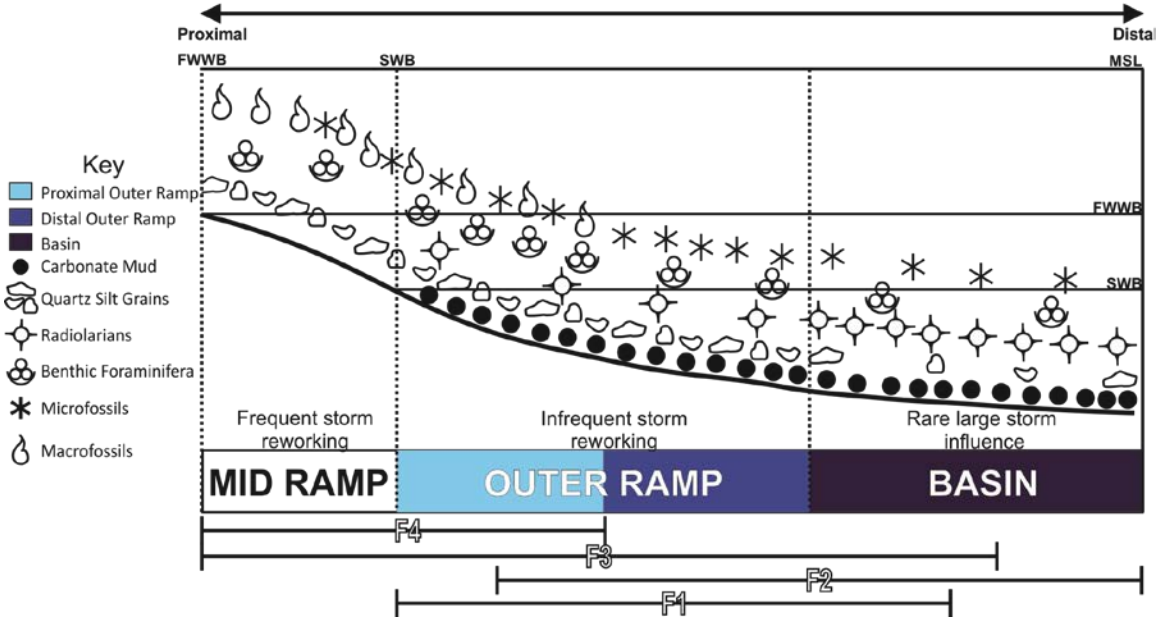 Proximal
Distal
FWWB
SWB
MSL
Key
Proximal Outer Ramp
Distal Outer Ramp
Basin
Carbonate Mud
Quartz Silt Grains
Radiolarians
Benthic Foraminifera
Microfossils
Macrofossils
FWWB
SWB
Frequent storm
reworking
Infrequent storm
reworking
Rare large storm
influence
MID RAMP
OUTER RAMP
BASIN
F4
F3
F2
F1